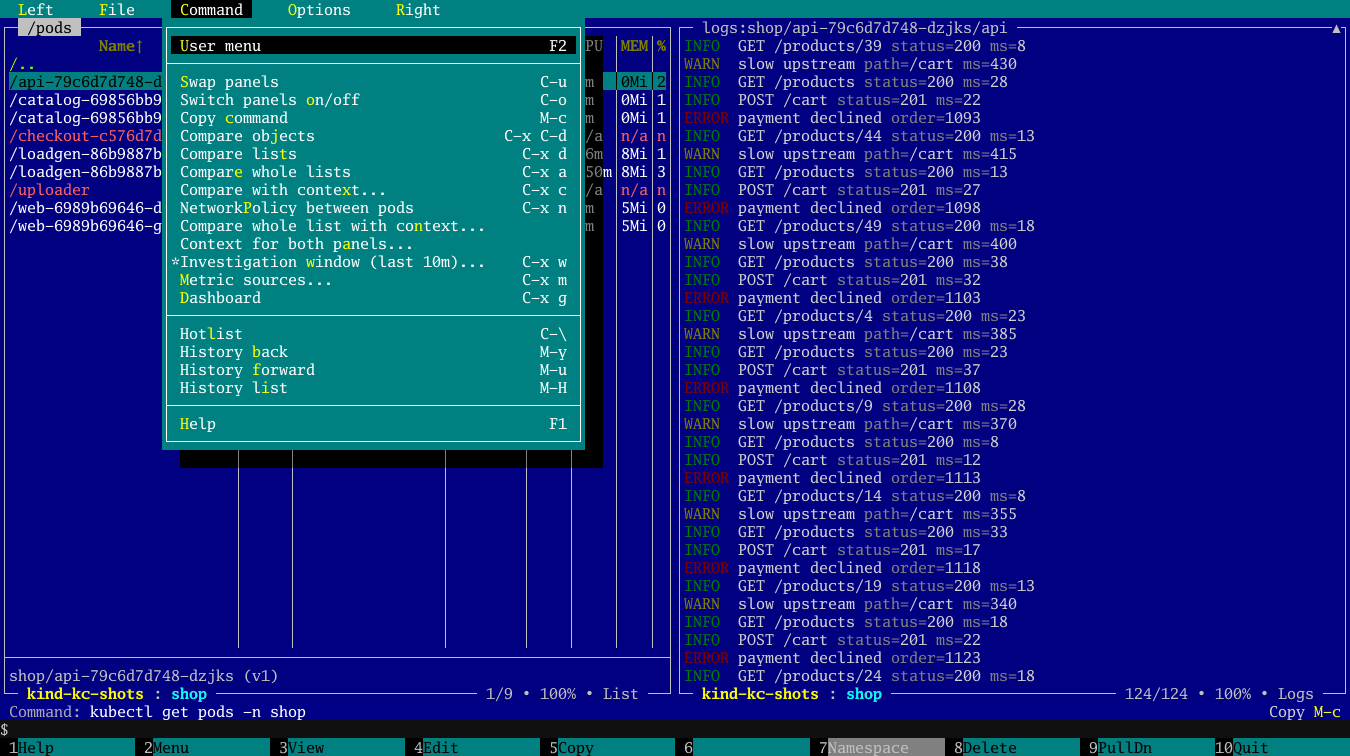 Left File Command Options Right
/pods
Name↑
User menu F2
PU MEM %
/..
/api-79c6d7d748-d
Swap panels C-u
m 0Mi 2
/catalog-69856bb9
Switch panels on/off C-o
m 0Mi 1
/catalog-69856bb9
Copy command M-c
m 0Mi 1
/checkout-c576d7d
Compare objects C-x C-d
/a n/a n
/loadgen-86b9887b
Compare lists C-x d
6m 8Mi 1
/loadgen-86b9887b
Compare whole lists C-x a
50m 8Mi 3
/uploader
Compare with context... C-x c
/a n/a n
/web-6989b69646-d
NetworkPolicy between pods C-x n
m 5Mi 0
/web-6989b69646-g
Compare whole list with context...
m 5Mi 0
Context for both panels...
*Investigation window (last 10m)... C-x w
Metric sources... C-x m
Dashboard C-x g
Hotlist C-\
History back M-y
History forward M-u
History list M-H
Help F1
shop/api-79c6d7d748-dzjks (v1)
kind-kc-shots : shop 1/9 • 100% • List
logs:shop/api-79c6d7d748-dzjks/api ▲
INFO GET /products/39 status=200 ms=8
WARN slow upstream path=/cart ms=430
INFO GET /products status=200 ms=28
INFO POST /cart status=201 ms=22
ERROR payment declined order=1093
INFO GET /products/44 status=200 ms=13
WARN slow upstream path=/cart ms=415
INFO GET /products status=200 ms=13
INFO POST /cart status=201 ms=27
ERROR payment declined order=1098
INFO GET /products/49 status=200 ms=18
WARN slow upstream path=/cart ms=400
INFO GET /products status=200 ms=38
INFO POST /cart status=201 ms=32
ERROR payment declined order=1103
INFO GET /products/4 status=200 ms=23
WARN slow upstream path=/cart ms=385
INFO GET /products status=200 ms=23
INFO POST /cart status=201 ms=37
ERROR payment declined order=1108
INFO GET /products/9 status=200 ms=28
WARN slow upstream path=/cart ms=370
INFO GET /products status=200 ms=8
INFO POST /cart status=201 ms=12
ERROR payment declined order=1113
INFO GET /products/14 status=200 ms=8
WARN slow upstream path=/cart ms=355
INFO GET /products status=200 ms=33
INFO POST /cart status=201 ms=17
ERROR payment declined order=1118
INFO GET /products/19 status=200 ms=13
WARN slow upstream path=/cart ms=340
INFO GET /products status=200 ms=18
INFO POST /cart status=201 ms=22
ERROR payment declined order=1123
INFO GET /products/24 status=200 ms=18
kind-kc-shots : shop 124/124 • 100% • Logs
Command: kubectl get pods -n shop Copy M-c
$
1Help 2Menu 3View 4Edit 5Copy 6 7Namespace 8Delete 9PullDn 10Quit